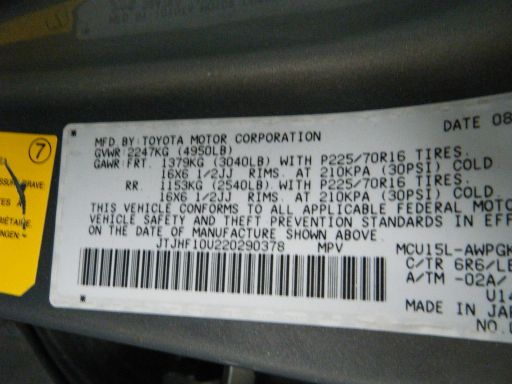 MFD.BY:TOYOTA MOTOR CORPORATION DATE 08
GVWR:2247KG (4950LB)
GAWR:FRT. 1379KG (3040LB) WITH P225/70R16 TIRES.
16X6 1/2JJ RIMS. AT 210KPA (30PSI) COLD
RR. 1153KG (2540LB) WITH P225/70R16 TIRES.
16X6 1/2JJ RIMS. AT 210KPA (30PSI) COLD
THIS VEHICLE CONFORMS TO ALL APPLICABLE FEDERAL MOTO
VEHICLE SAFETY AND THEFT PREVENTION STANDARDS IN EFF
ON THE DATE OF MANUFACTURE SHOWN ABOVE.
JTJHF10U220290378 MPV MCU15L-AWPGK
C/TR 6R6/LE
A/TM -02A/
U14
MADE IN JAP
NO.
7